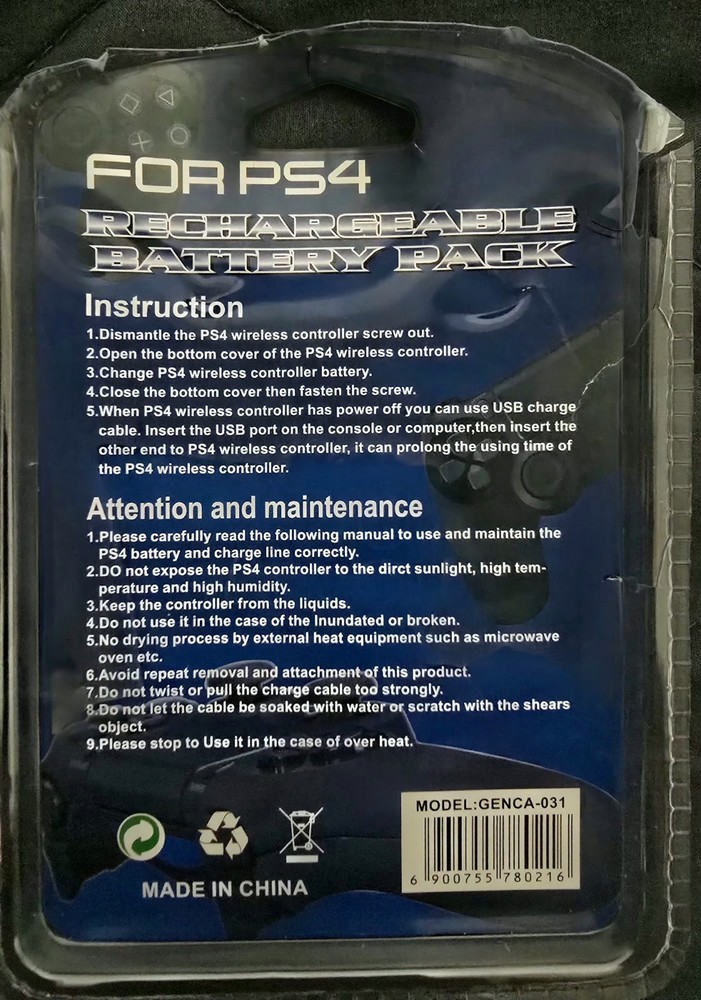 FOR PS4
RECHARGEABLE
BATTERY PACK
Instruction
1.Dismantle the PS4 wireless controller screw out.
2.Open the bottom cover of the PS4 wireless controller.
3.Change PS4 wireless controller battery.
4.Close the bottom cover then fasten the screw.
5.When PS4 wireless controller has power off you can use USB charge
cable. Insert the USB port on the console or computer,then insert the
other end to PS4 wireless controller, it can prolong the using time of
the PS4 wireless controller.
Attention and maintenance
1.Please carefully read the following manual to use and maintain the
PS4 battery and charge line correctly.
2.DO not expose the PS4 controller to the dirct sunlight, high tem-
perature and high humidity.
3.Keep the controller from the liquids.
4.Do not use it in the case of the Inundated or broken.
5.No drying process by external heat equipment such as microwave
oven etc.
6.Avoid repeat removal and attachment of this product.
7.Do not twist or pull the charge cable too strongly.
8.Do not let the cable be soaked with water or scratch with the shears
object.
9.Please stop to Use it in the case of over heat.
MODEL:GENCA-031
6 900755 780216
MADE IN CHINA